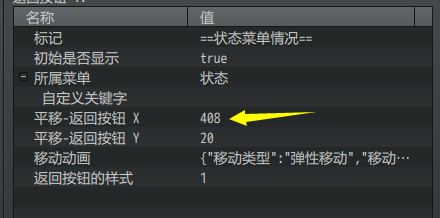 名称 值
标记 ==状态菜单情况==
初始是否显示 true
所属菜单 状态
自定义关键字
平移-返回按钮 X 408
平移-返回按钮 Y 20
移动动画 {"移动类型":"弹性移动","移动…
返回按钮的样式 1